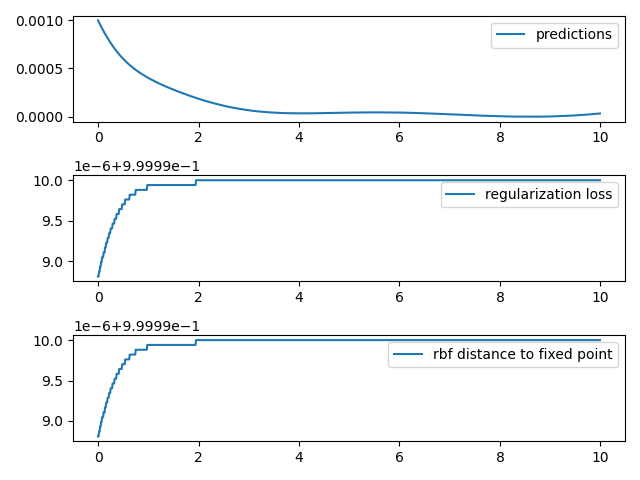 0.0010
0.0005
0.0000
predictions
0 2 4 6 8 10
1e-6+9.9999e-1
10.0
9.5
9.0
regularization loss
0 2 4 6 8 10
1e-6+9.9999e-1
10.0
9.5
9.0
rbf distance to fixed point
0 2 4 6 8 10